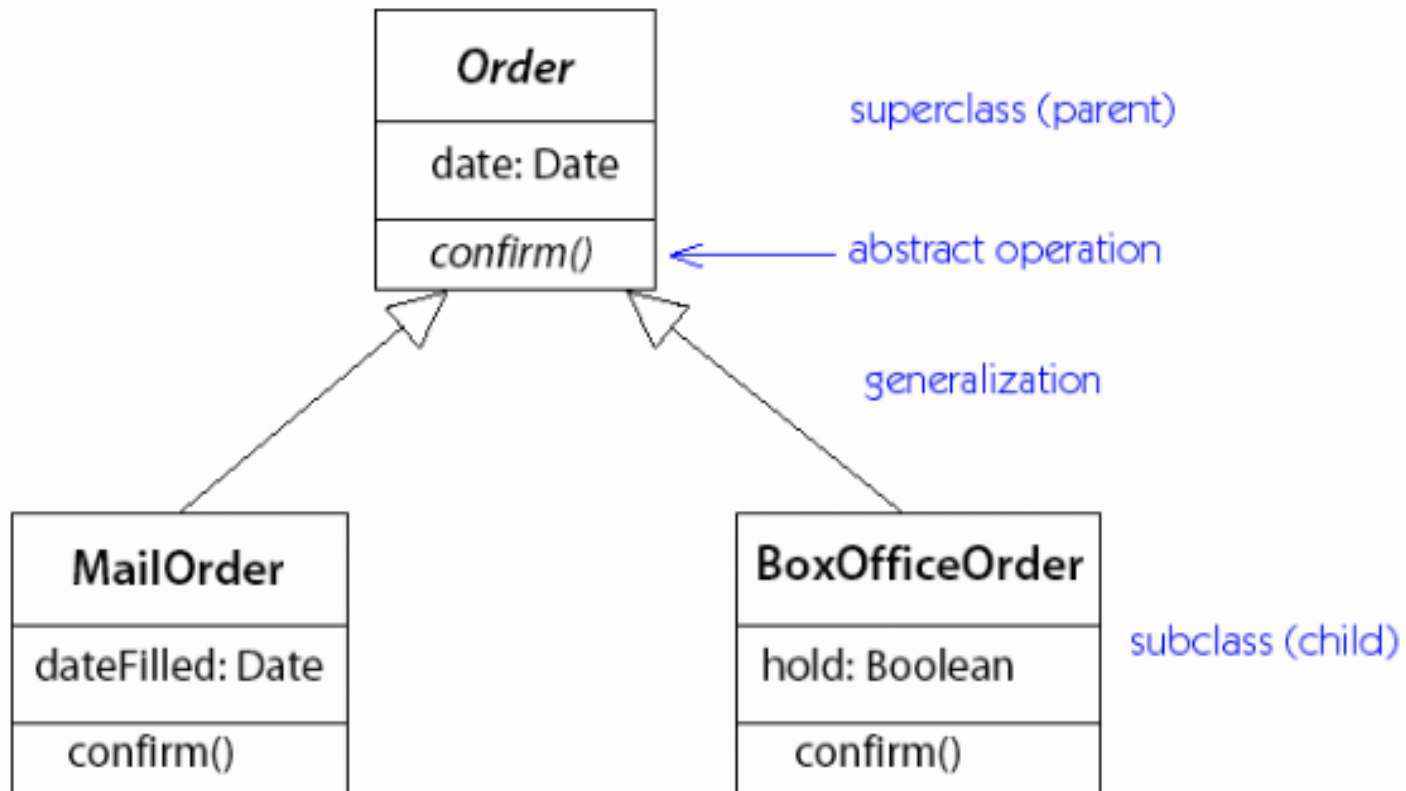 Order
superclass (parent)
date: Date
confirm()
abstract operation
generalization
MailOrder
BoxOfficeOrder
dateFilled: Date
hold: Boolean
subclass (child)
confirm()
confirm()